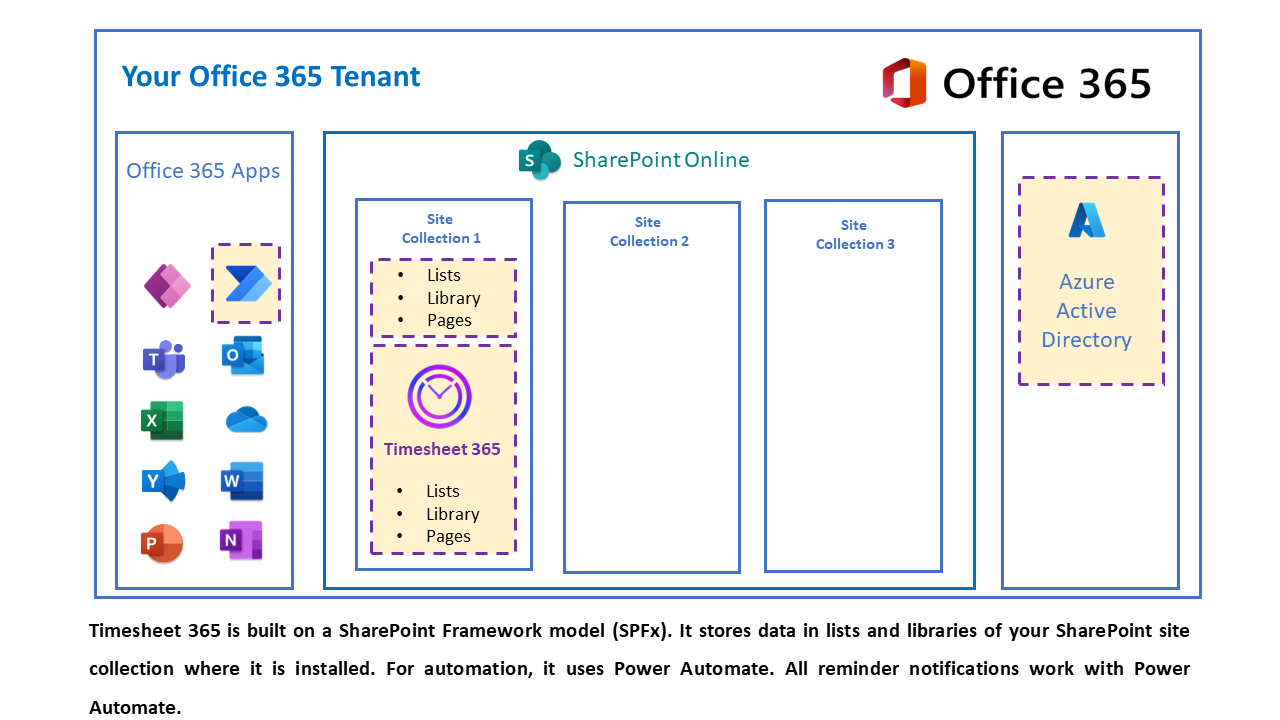 Your Office 365 Tenant
Office 365
Office 365 Apps
T
O
X
Y
W
P
N
S
SharePoint Online
Site
Collection 1
• Lists
• Library
• Pages
Timesheet 365
• Lists
• Library
• Pages
Site
Collection 2
Site
Collection 3
Azure
Active
Directory
Timesheet 365 is built on a SharePoint Framework model (SPFx). It stores data in lists and libraries of your SharePoint site
collection where it is installed. For automation, it uses Power Automate. All reminder notifications work with Power
Automate.